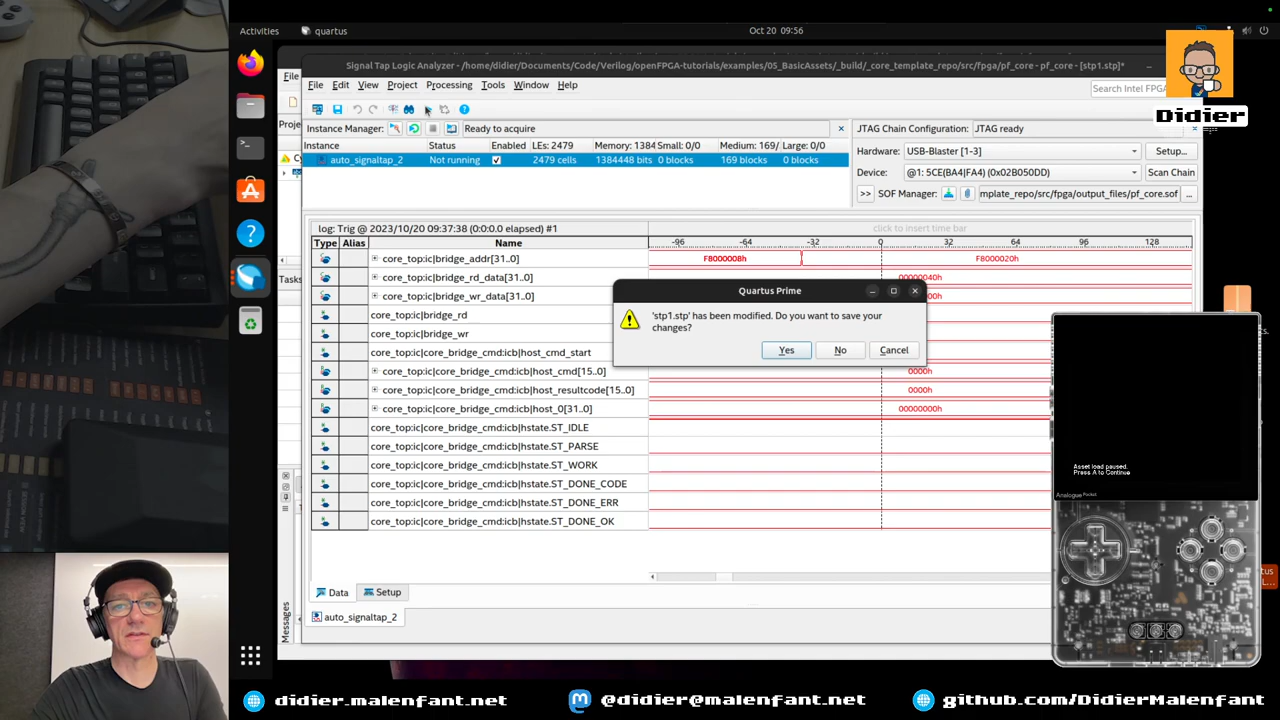 Activities
quartus
Oct 20 09:56
Signal Tap Logic Analyzer - /home/didier/Documents/Code/Verilog/openFPGA-tutorials/examples/05_BasicAssets/_build/_core_template_repo/src/fpga/pf_core - pf_core - [stp1.stp]*
File
File Edit View Project Processing Tools Window Help
Search Intel FPG
Didier
Proje
Instance Manager:
Ready to acquire
JTAG Chain Configuration: JTAG ready
Instance Status Enabled LEs: 2479 Memory: 1384 Small: 0/0 Medium: 169/ Large: 0/0
auto_signaltap_2 Not running 2479 cells 1384448 bits 0 blocks 169 blocks 0 blocks
Hardware: USB-Blaster [1-3] Setup...
Device: @1: 5CE(BA4|FA4) (0x02B050DD) Scan Chain
>> SOF Manager: mplate_repo/src/fpga/output_files/pf_core.sof ...
log: Trig @ 2023/10/20 09:37:38 (0:0:0.0 elapsed) #1
click to insert time bar
Type Alias Name
-96 -64 -32 0 32 64 96 128
core_top:ic|bridge_addr[31..0] F8000008h F8000020h
core_top:ic|bridge_rd_data[31..0] 00000040h
core_top:ic|bridge_wr_data[31..0]
core_top:ic|bridge_rd
core_top:ic|bridge_wr
core_top:ic|core_bridge_cmd:icb|host_cmd_start
core_top:ic|core_bridge_cmd:icb|host_cmd[15..0] 0000h
core_top:ic|core_bridge_cmd:icb|host_resultcode[15..0] 0000h
core_top:ic|core_bridge_cmd:icb|host_0[31..0] 00000000h
core_top:ic|core_bridge_cmd:icb|hstate.ST_IDLE
core_top:ic|core_bridge_cmd:icb|hstate.ST_PARSE
core_top:ic|core_bridge_cmd:icb|hstate.ST_WORK
core_top:ic|core_bridge_cmd:icb|hstate.ST_DONE_CODE
core_top:ic|core_bridge_cmd:icb|hstate.ST_DONE_ERR
core_top:ic|core_bridge_cmd:icb|hstate.ST_DONE_OK
Quartus Prime
'stp1.stp' has been modified. Do you want to save your
changes?
Yes
No
Cancel
Tasks
Messages
Data
Setup
auto_signaltap_2
Asset load paused.
Press A to Continue
Analogue Pocket
didier.malenfant.net
@didier@malenfant.net
github.com/DidierMalenfant